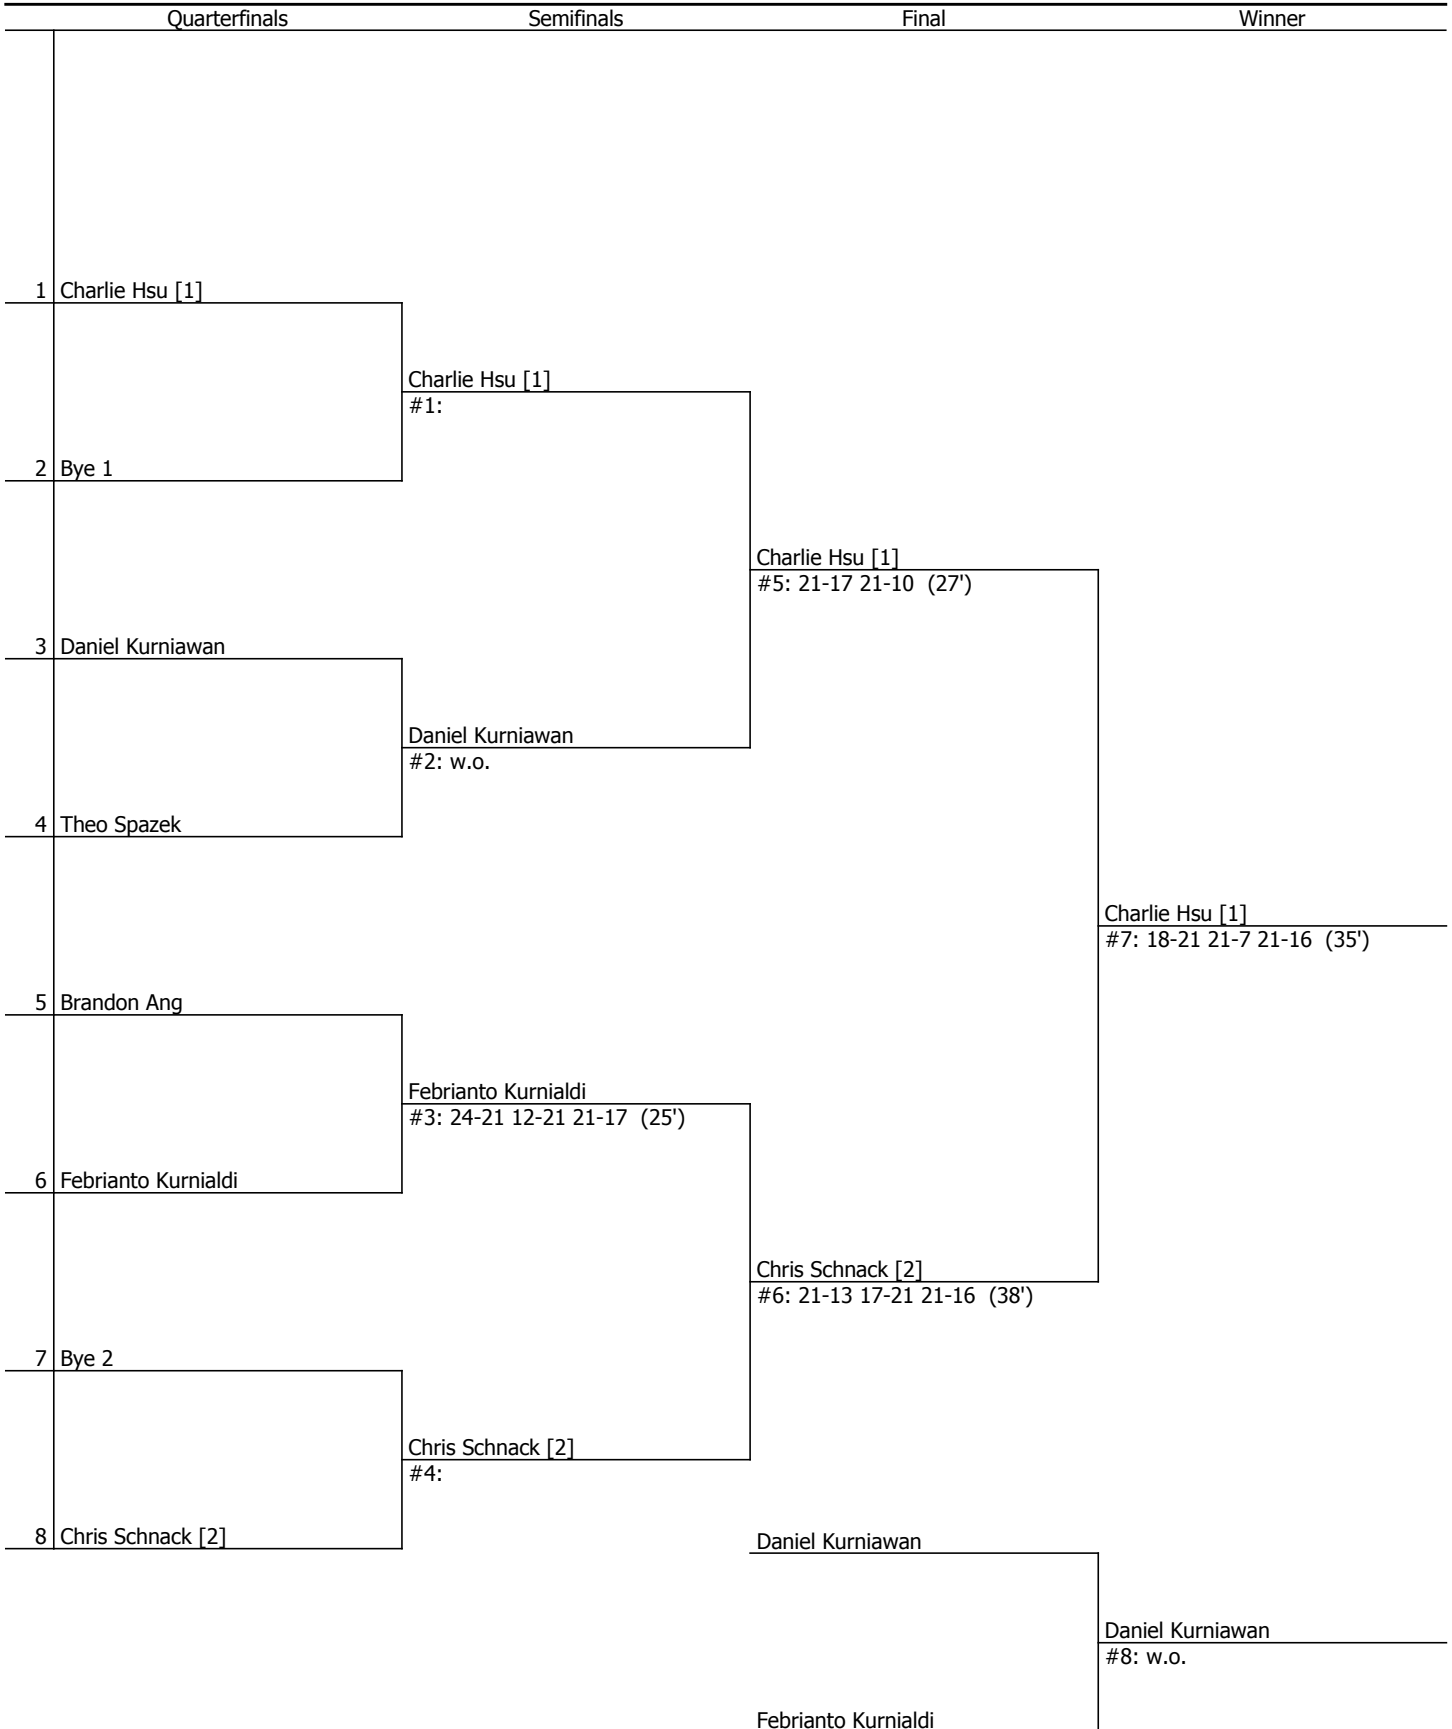 Quarterfinals Semifinals Final Winner
1 Charlie Hsu [1]
Charlie Hsu [1]
#1:
2 Bye 1
Charlie Hsu [1]
#5: 21-17 21-10 (27')
3 Daniel Kurniawan
Daniel Kurniawan
#2: w.o.
4 Theo Spazek
Charlie Hsu [1]
#7: 18-21 21-7 21-16 (35')
5 Brandon Ang
Febrianto Kurnialdi
#3: 24-21 12-21 21-17 (25')
6 Febrianto Kurnialdi
Chris Schnack [2]
#6: 21-13 17-21 21-16 (38')
7 Bye 2
Chris Schnack [2]
#4:
8 Chris Schnack [2]
Daniel Kurniawan
Daniel Kurniawan
#8: w.o.
Febrianto Kurnialdi